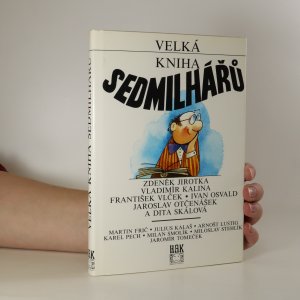 VELKÁ
KNIHA
SEDMILHÁŘŮ
ZDENĚK JIROTKA
VLADIMÍR KALINA
FRANTIŠEK VLČEK • IVAN OSVALD
JAROSLAV OTČENÁŠEK
A DITA SKÁLOVÁ
MARTIN FRIČ • JULIUS KALAŠ • ARNOŠT LUSTIG
KAREL PECH • MILAN SMOLÍK • MILOSLAV STEHLÍK
JAROMÍR TOMEČEK
VELKÁ KNIHA SEDMILHÁŘŮ